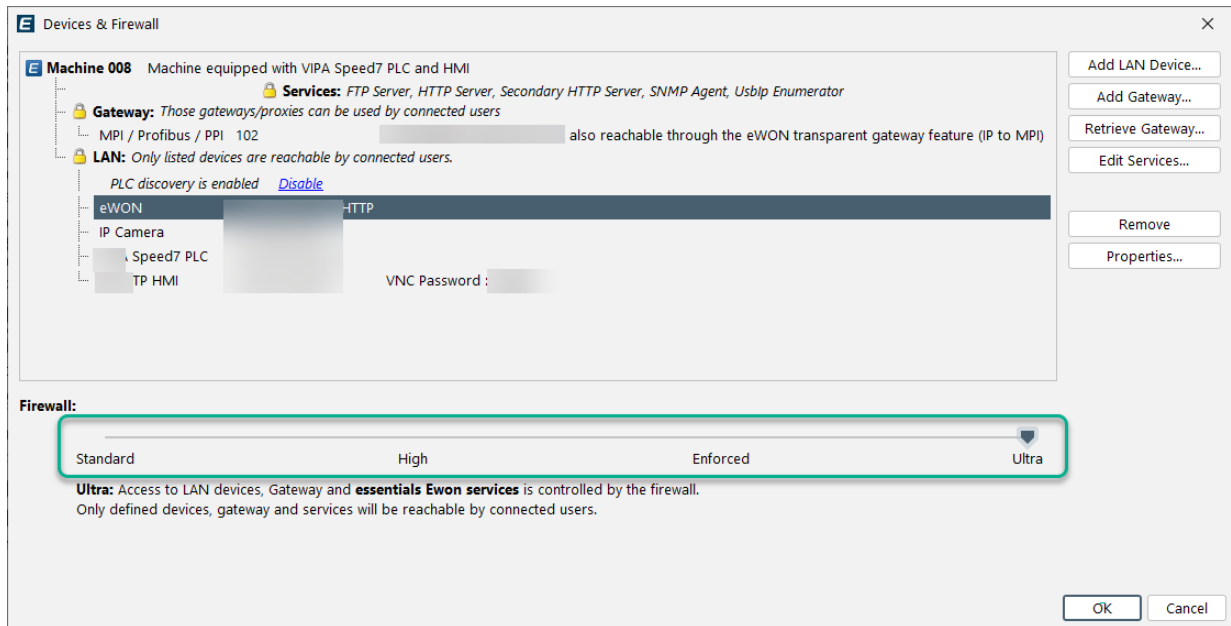 Devices & Firewall
Machine 008 Machine equipped with VIPA Speed7 PLC and HMI
Add LAN Device...
Services: FTP Server, HTTP Server, Secondary HTTP Server, SNMP Agent, UsbIp Enumerator
Add Gateway...
Gateway: Those gateways/proxies can be used by connected users
MPI / Profibus / PPI 102 also reachable through the eWON transparent gateway feature (IP to MPI)
Retrieve Gateway...
LAN: Only listed devices are reachable by connected users.
Edit Services...
PLC discovery is enabled Disable
eWON HTTP
IP Camera
Remove
Speed7 PLC
Properties...
TP HMI VNC Password :
Firewall:
Standard High Enforced Ultra
Ultra: Access to LAN devices, Gateway and essentials Ewon services is controlled by the firewall.
Only defined devices, gateway and services will be reachable by connected users.
OK Cancel